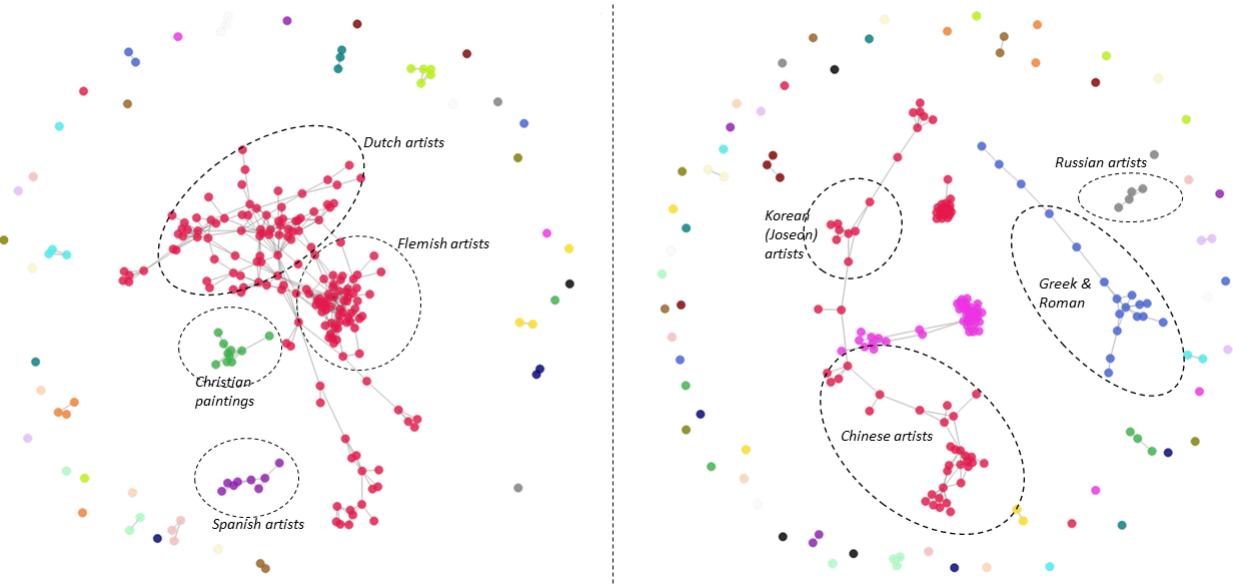 Dutch artists
Flemish artists
Christian
paintings
Spanish artists
Russian artists
Korean
(Joseon)
artists
Greek &
Roman
Chinese artists